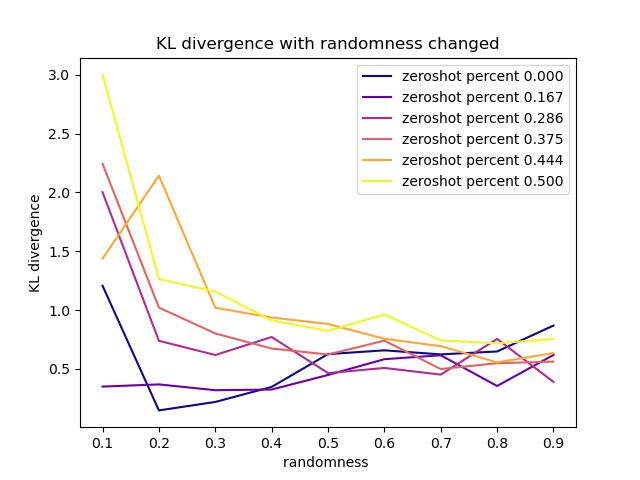 KL divergence with randomness changed
zeroshot percent 0.000
zeroshot percent 0.167
zeroshot percent 0.286
zeroshot percent 0.375
zeroshot percent 0.444
zeroshot percent 0.500
KL divergence
3.0
2.5
2.0
1.5
1.0
0.5
0.1 0.2 0.3 0.4 0.5 0.6 0.7 0.8 0.9
randomness